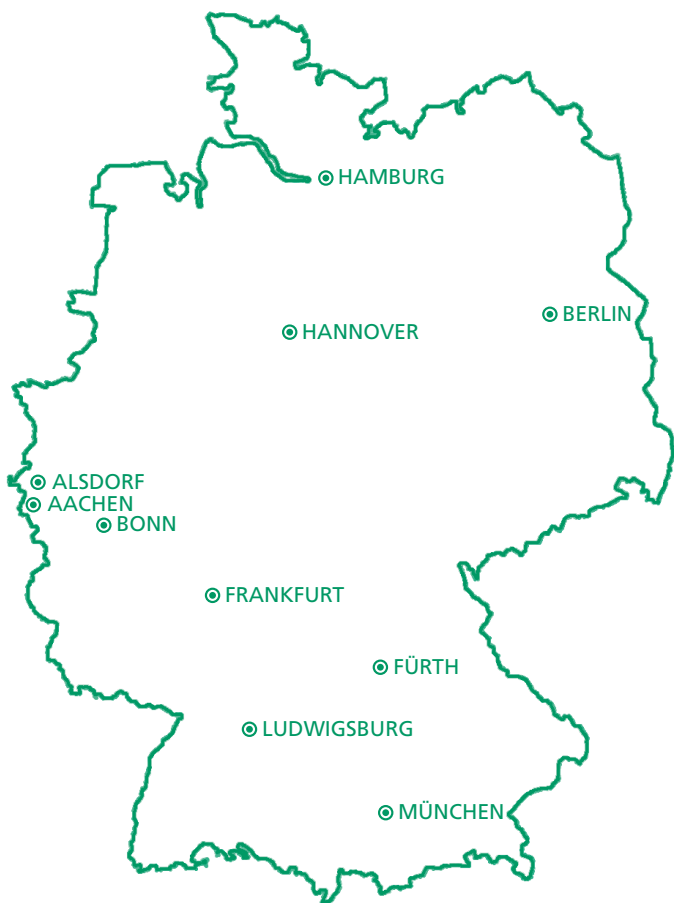 HAMBURG
BERLIN
HANNOVER
ALSDORF
AACHEN
BONN
FRANKFURT
FÜRTH
LUDWIGSBURG
MÜNCHEN